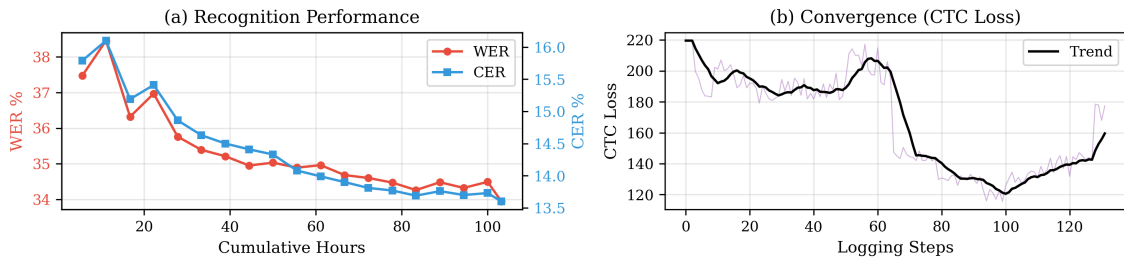 (a) Recognition Performance
WER %
38
37
36
35
34
WER
CER
16.0
15.5
15.0
14.5
14.0
13.5
CER %
20 40 60 80 100
Cumulative Hours
(b) Convergence (CTC Loss)
CTC Loss
220
200
180
160
140
120
Trend
0 20 40 60 80 100 120
Logging Steps